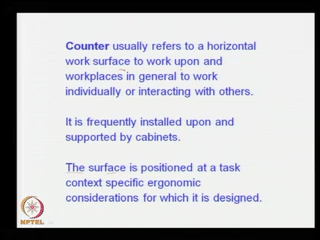 Counter usually refers to a horizontal
work surface to work upon and
workplaces in general to work
individually or interacting with others.
It is frequently installed upon and
supported by cabinets.
The surface is positioned at a task
context specific ergonomic
considerations for which it is designed.
NPTEL